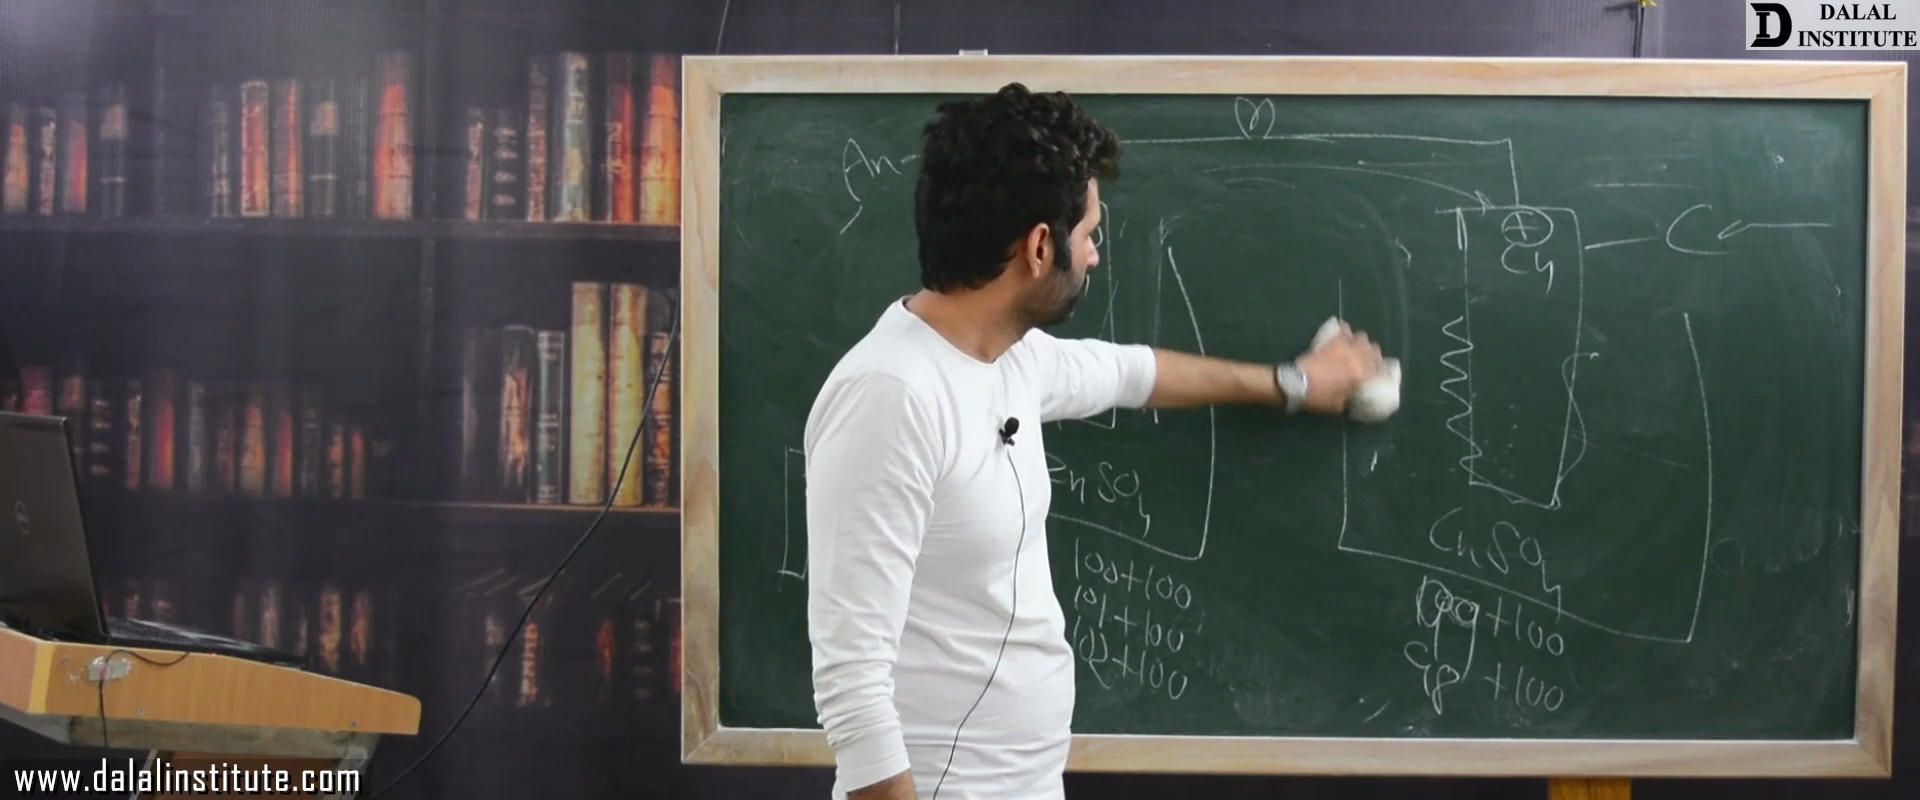 DALAL
INSTITUTE
An
C
+
Cu
ZnSO4
CuSO4
100+100
101+100
102+100
99+100
98+100
www.dalalinstitute.com